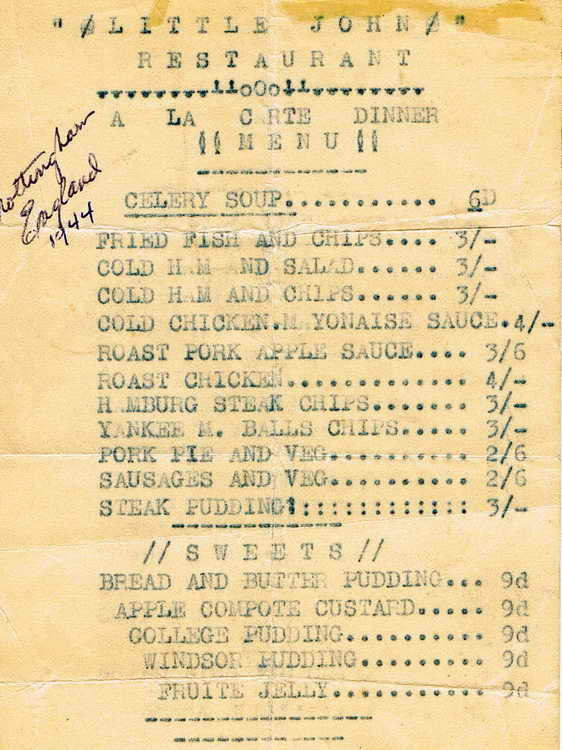 "ØLITTLE JOHNØ"
RESTAURANT
A LA CARTE DINNER
MENU
Nottingham
England
1944
CELERY SOUP........... 6D
FRIED FISH AND CHIPS.... 3/-
COLD HAM AND SALAD...... 3/-
COLD HAM AND CHIPS...... 3/-
COLD CHICKEN.MAYONAISE SAUCE.4/-
ROAST PORK APPLE SAUCE.... 3/6
ROAST CHICKEN............. 4/-
HAMBURG STEAK CHIPS....... 3/-
YANKEE M. BALLS CHIPS..... 3/-
PORK PIE AND VEG.......... 2/6
SAUSAGES AND VEG.......... 2/6
STEAK PUDDING::::::::::::: 3/-
// SWEETS //
BREAD AND BUTTER PUDDING... 9d
APPLE COMPOTE CUSTARD..... 9d
COLLEGE PUDDING.......... 9d
WINDSOR PUDDING.......... 9d
FRUITE JELLY............ 9d